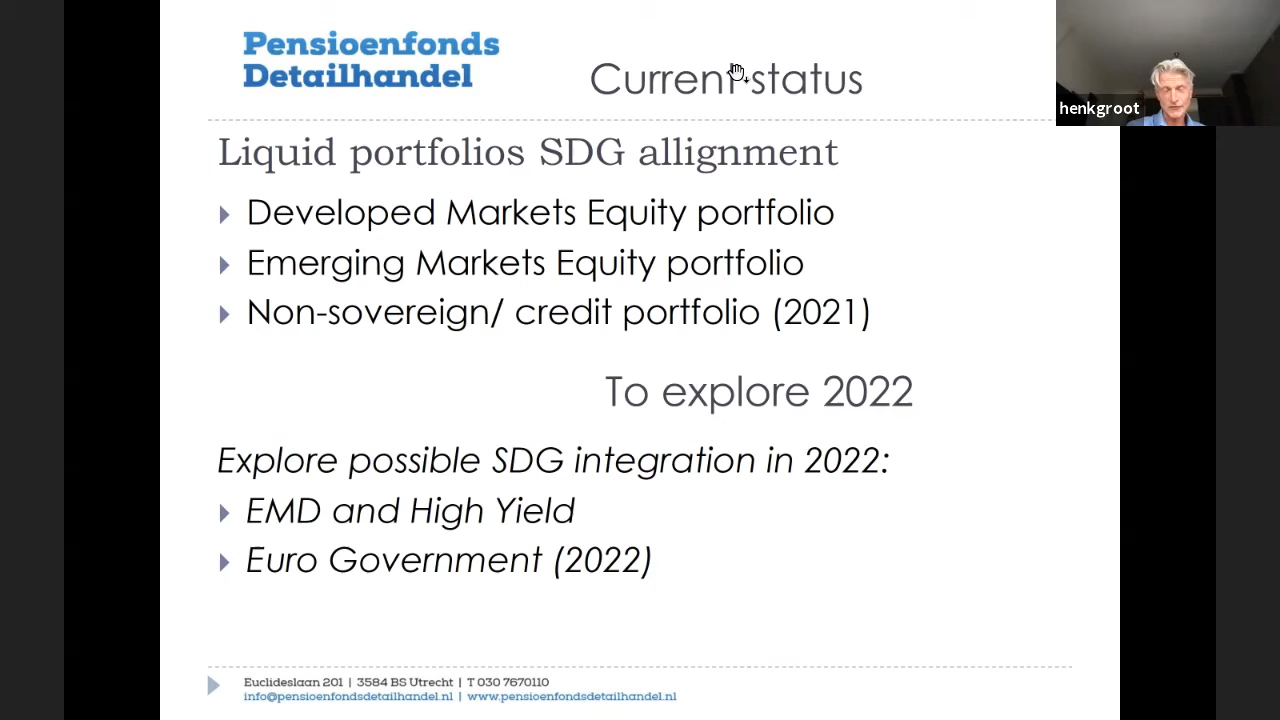 Pensioenfonds
Detailhandel
Current status
henkgroot
Liquid portfolios SDG allignment
Developed Markets Equity portfolio
Emerging Markets Equity portfolio
Non-sovereign/ credit portfolio (2021)
To explore 2022
Explore possible SDG integration in 2022:
EMD and High Yield
Euro Government (2022)
Euclideslaan 201 | 3584 BS Utrecht | T 030 7670110
info@pensioenfondsdetailhandel.nl | www.pensioenfondsdetailhandel.nl